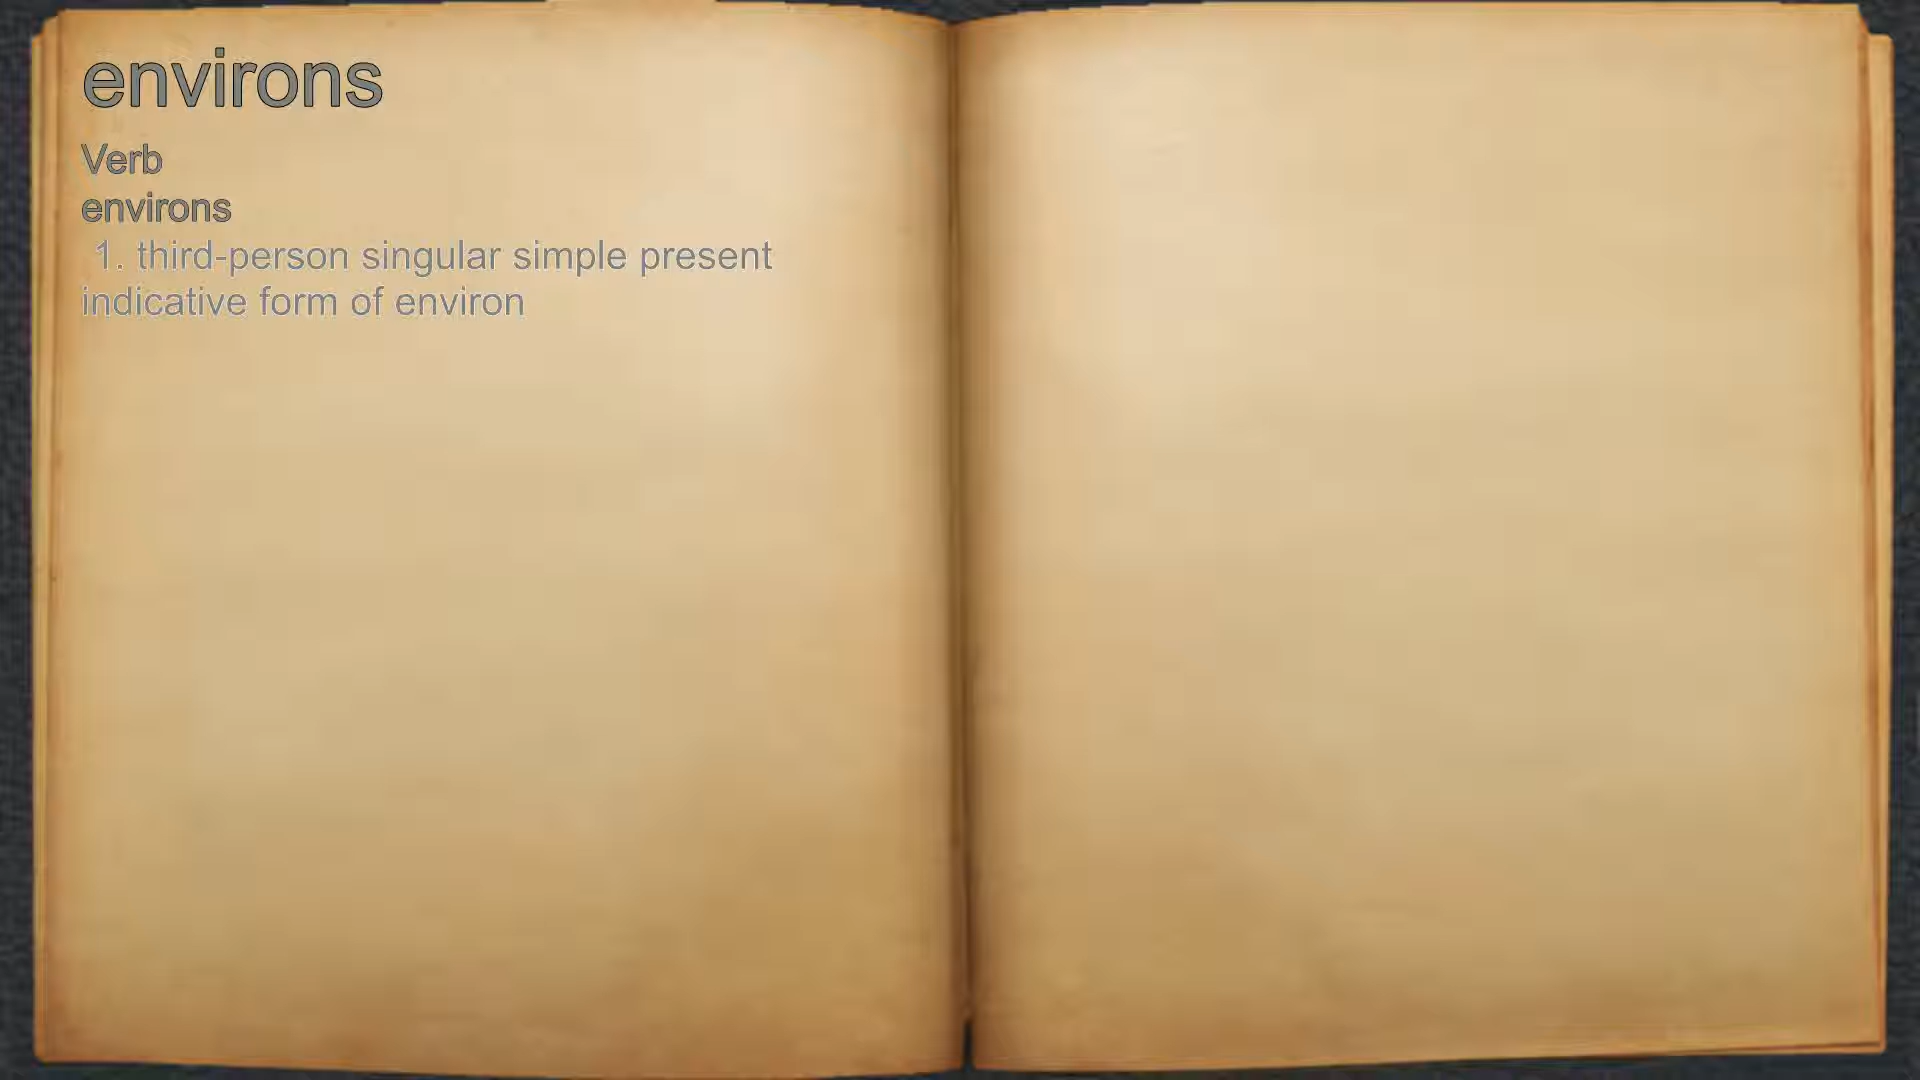 environs
Verb
environs
1. third-person singular simple present
indicative form of environ